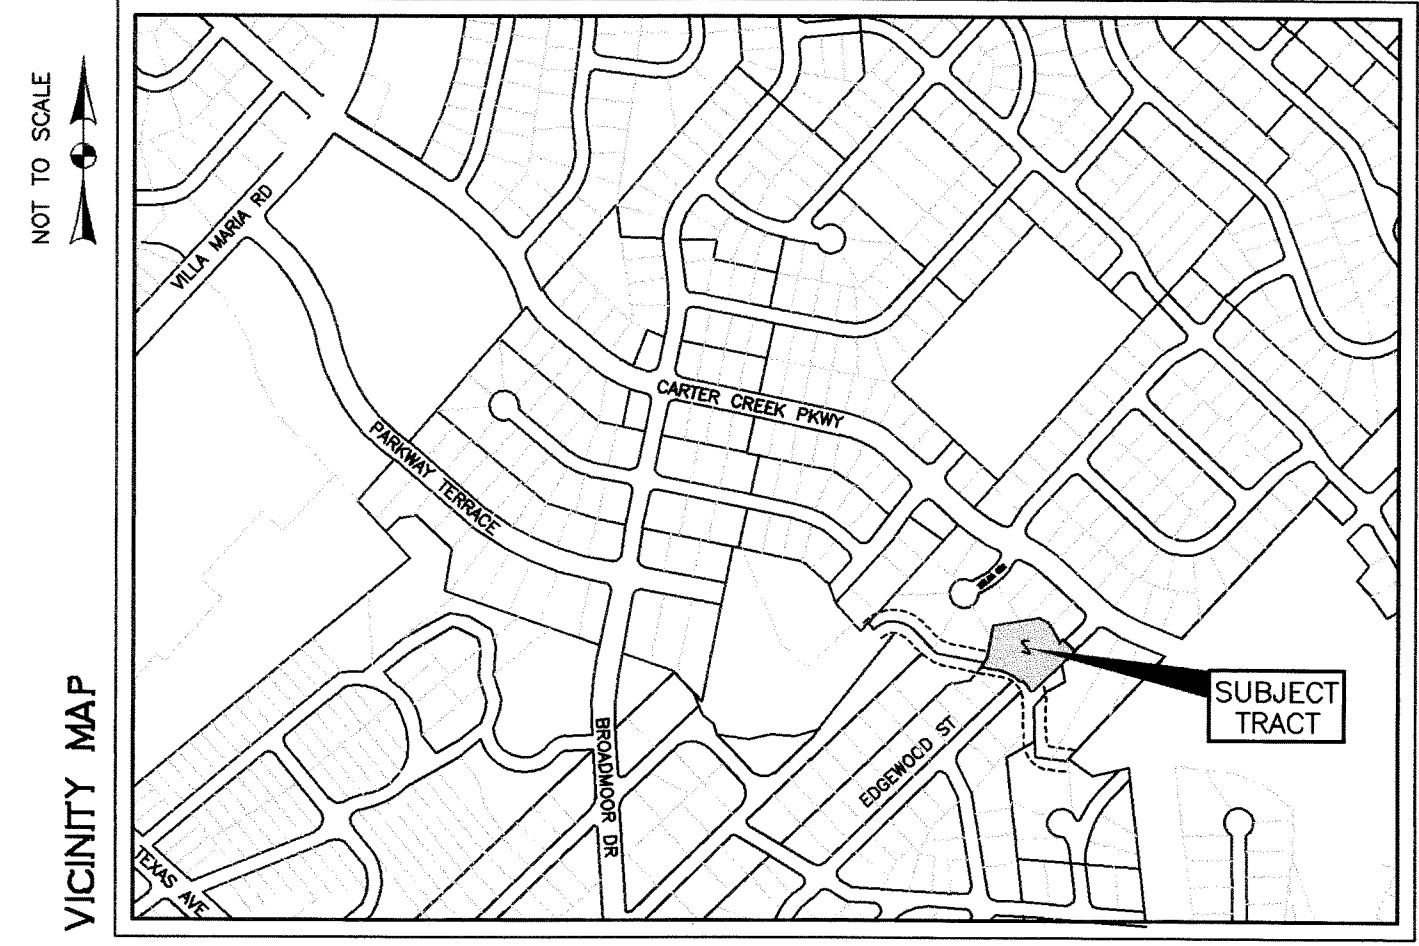 NOT TO SCALE
VICINITY MAP
VILLA MARIA RD
CARTER CREEK PKWY
PARKWAY TERRACE
SUBJECT
TRACT
EDGEWOOD ST
BROADMOOR DR
TEXAS AVE